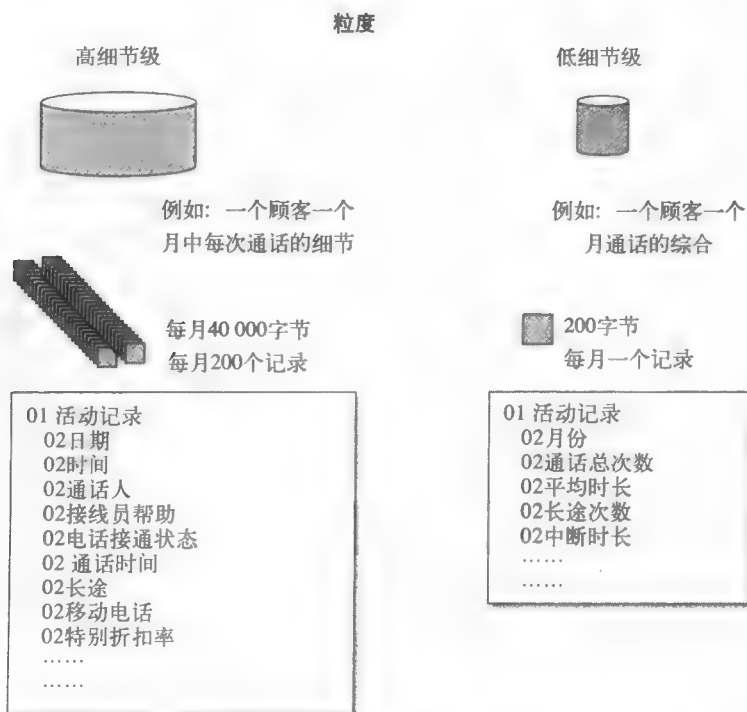 粒度
高细节级
例如: 一个顾客一个
月中每次通话的细节
每月40 000字节
每月200个记录
01 活动记录
02日期
02时间
02通话人
02接线员帮助
02电话接通状态
02 通话时间
02长途
02移动电话
02特别折扣率
……
……
低细节级
例如: 一个顾客一个
月通话的综合
200字节
每月一个记录
01 活动记录
02月份
02通话总次数
02平均时长
02长途次数
02中断时长
……
……